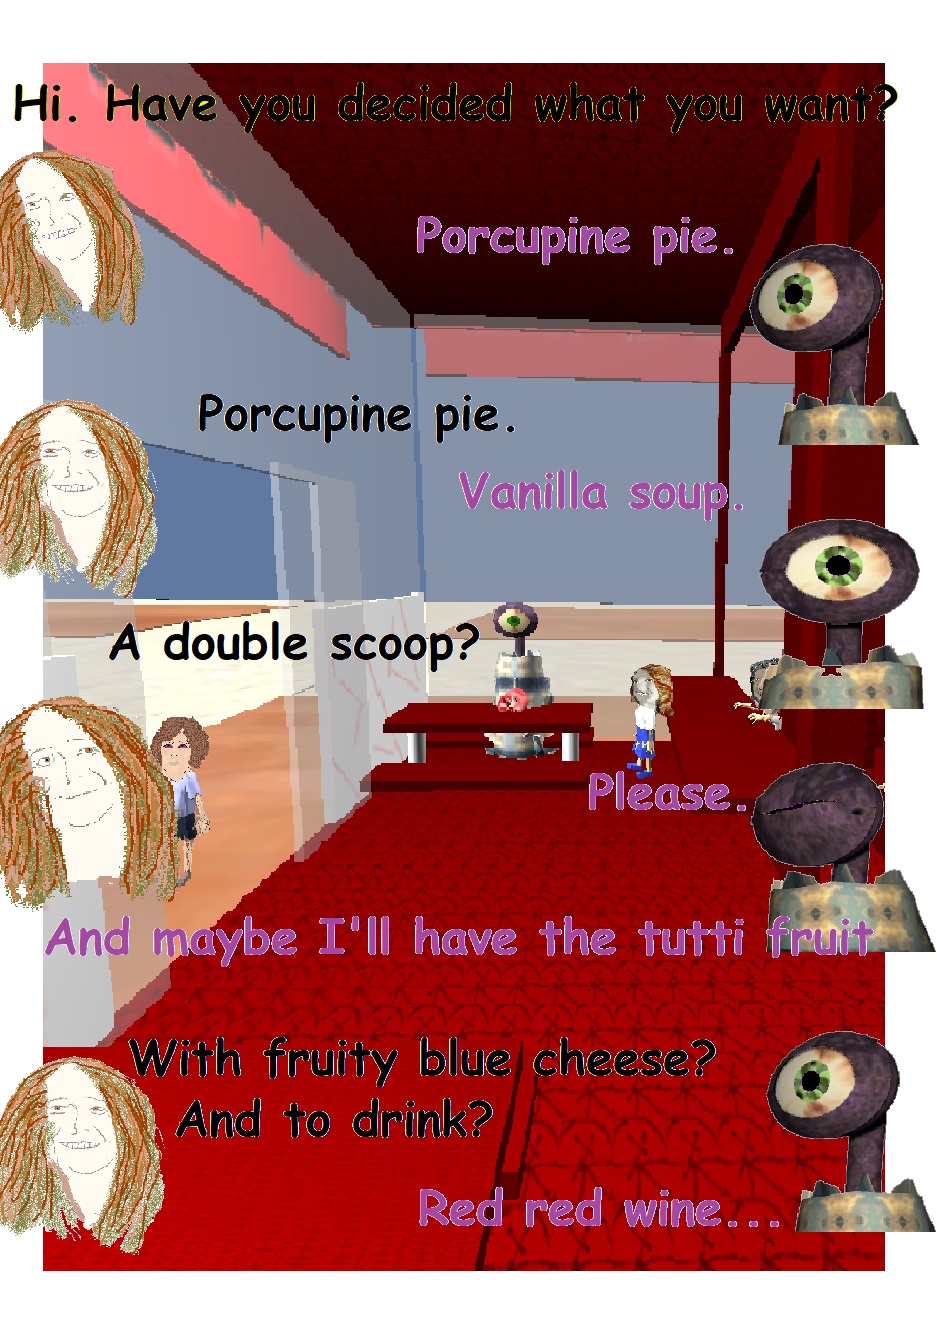 Hi. Have you decided what you want?
Porcupine pie.
Porcupine pie.
Vanilla soup.
A double scoop?
Please.
And maybe I'll have the tutti fruit
With fruity blue cheese?
And to drink?
Red red wine...